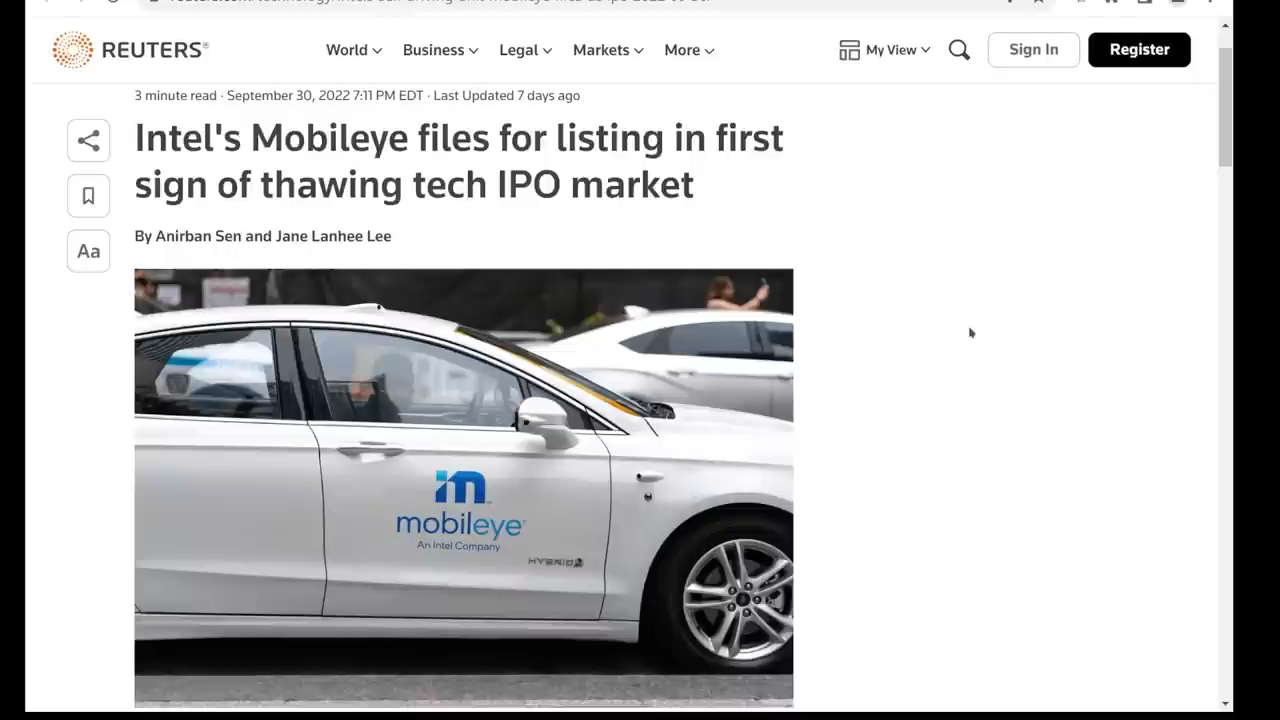 REUTERS®
World
Business
Legal
Markets
More
My View
Sign In
Register
3 minute read · September 30, 2022 7:11 PM EDT · Last Updated 7 days ago
Intel's Mobileye files for listing in first
sign of thawing tech IPO market
Aa
By Anirban Sen and Jane Lanhee Lee
m
mobileye
An Intel Company
HYBRID